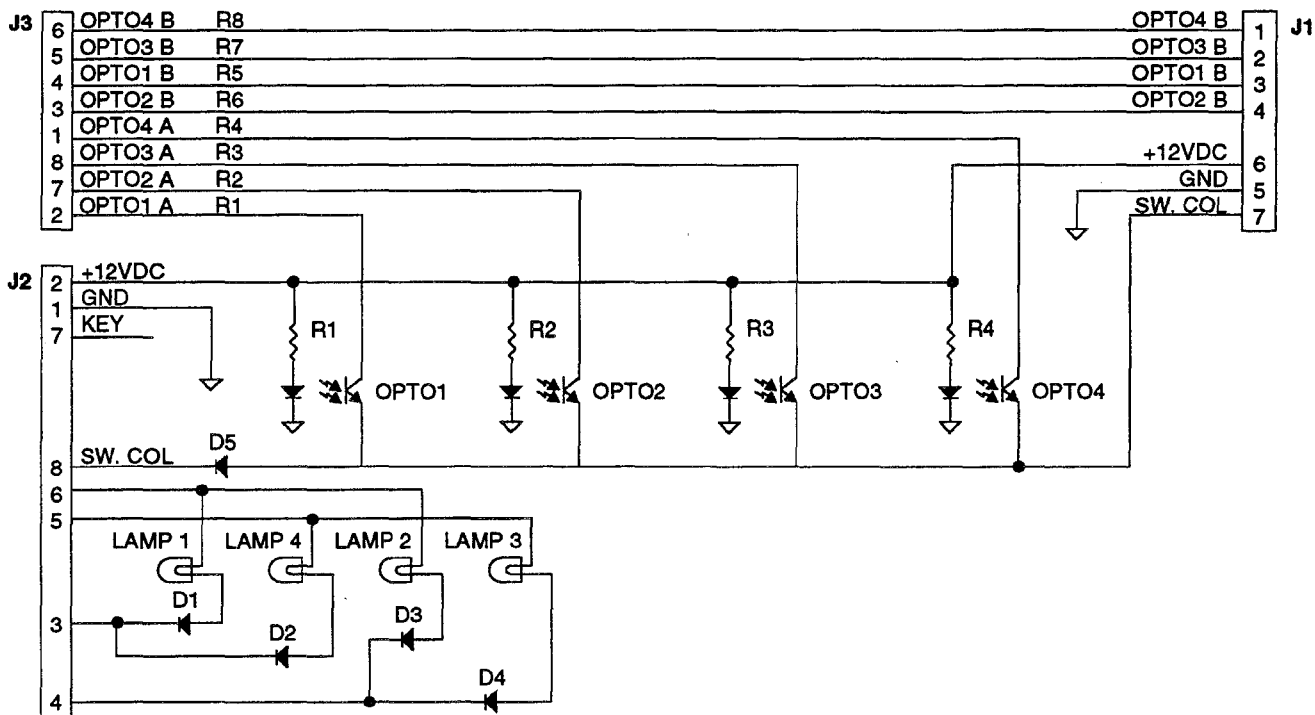 J3
6 OPTO4 B R8
5 OPTO3 B R7
4 OPTO1 B R5
3 OPTO2 B R6
1 OPTO4 A R4
8 OPTO3 A R3
7 OPTO2 A R2
2 OPTO1 A R1
J1
OPTO4 B 1
OPTO3 B 2
OPTO1 B 3
OPTO2 B 4
+12VDC 6
GND 5
SW. COL 7
J2
2 +12VDC
1 GND
7 KEY
R1
R2
R3
R4
OPTO1
OPTO2
OPTO3
OPTO4
8 SW. COL D5
6
5
LAMP 1 LAMP 4 LAMP 2 LAMP 3
3 D1
D2
D3
4 D4